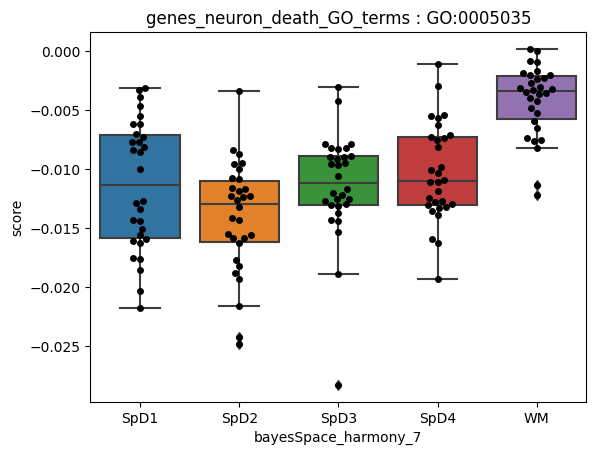 genes_neuron_death_GO_terms : GO:0005035
0.000
−0.005
−0.010
−0.015
−0.020
−0.025
score
SpD1 SpD2 SpD3 SpD4 WM
bayesSpace_harmony_7